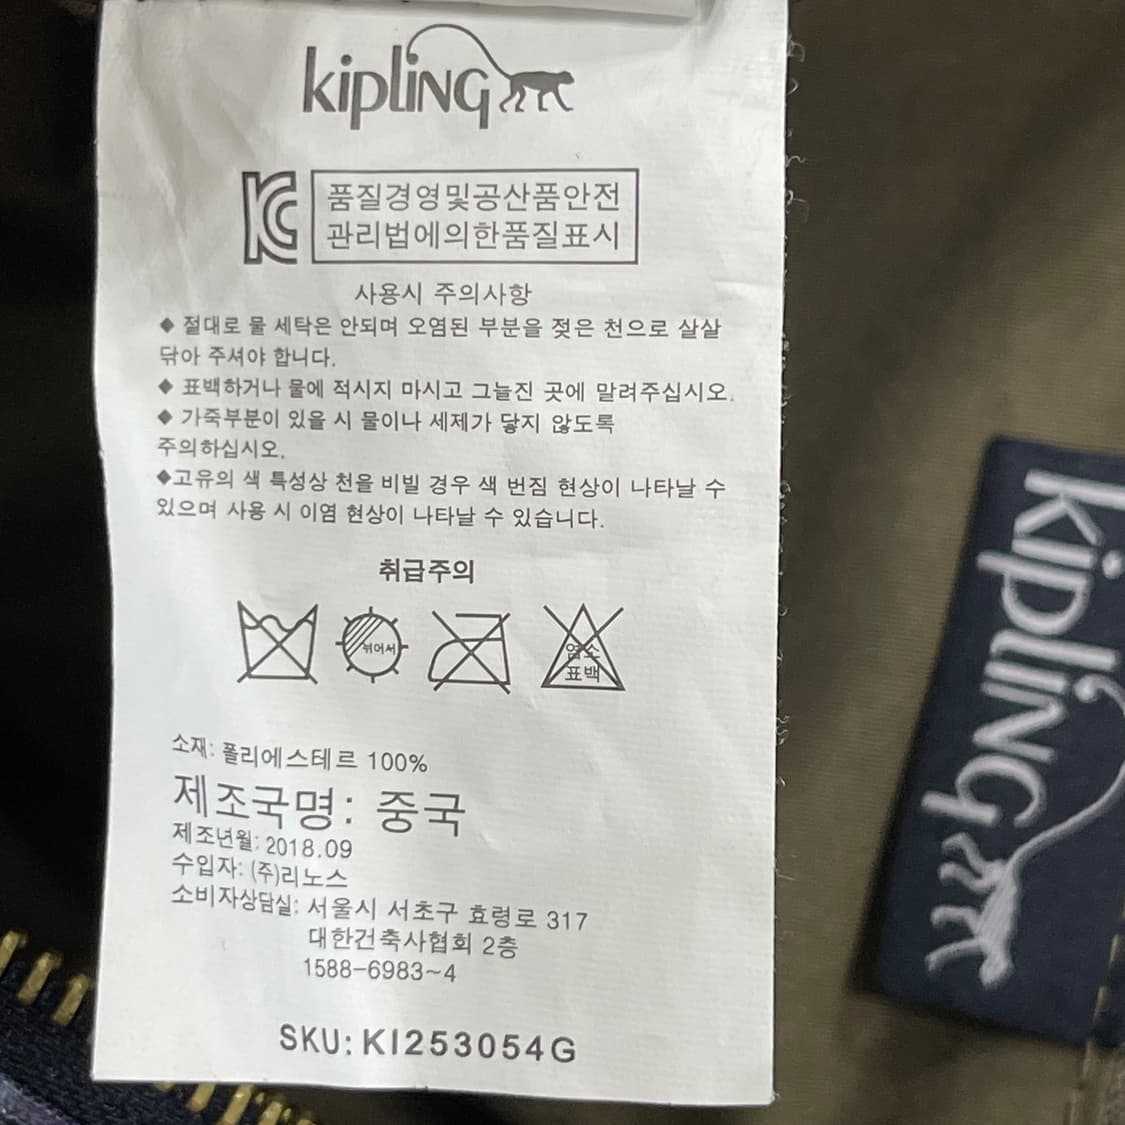 kipling
품질경영및공산품안전
관리법에의한품질표시
사용시 주의사항
◆ 절대로 물 세탁은 안되며 오염된 부분을 젖은 천으로 살살
닦아 주셔야 합니다.
◆ 표백하거나 물에 적시지 마시고 그늘진 곳에 말려주십시오.
◆ 가죽부분이 있을 시 물이나 세제가 닿지 않도록
주의하십시오.
◆고유의 색 특성상 천을 비빌 경우 색 번짐 현상이 나타날 수
있으며 사용 시 이염 현상이 나타날 수 있습니다.
취급주의
뉘어서
염소
표백
소재: 폴리에스테르 100%
제조국명: 중국
제조년월: 2018.09
수입자: (주)리노스
소비자상담실: 서울시 서초구 효령로 317
대한건축사협회 2층
1588-6983~4
SKU: KI253054G
kipling